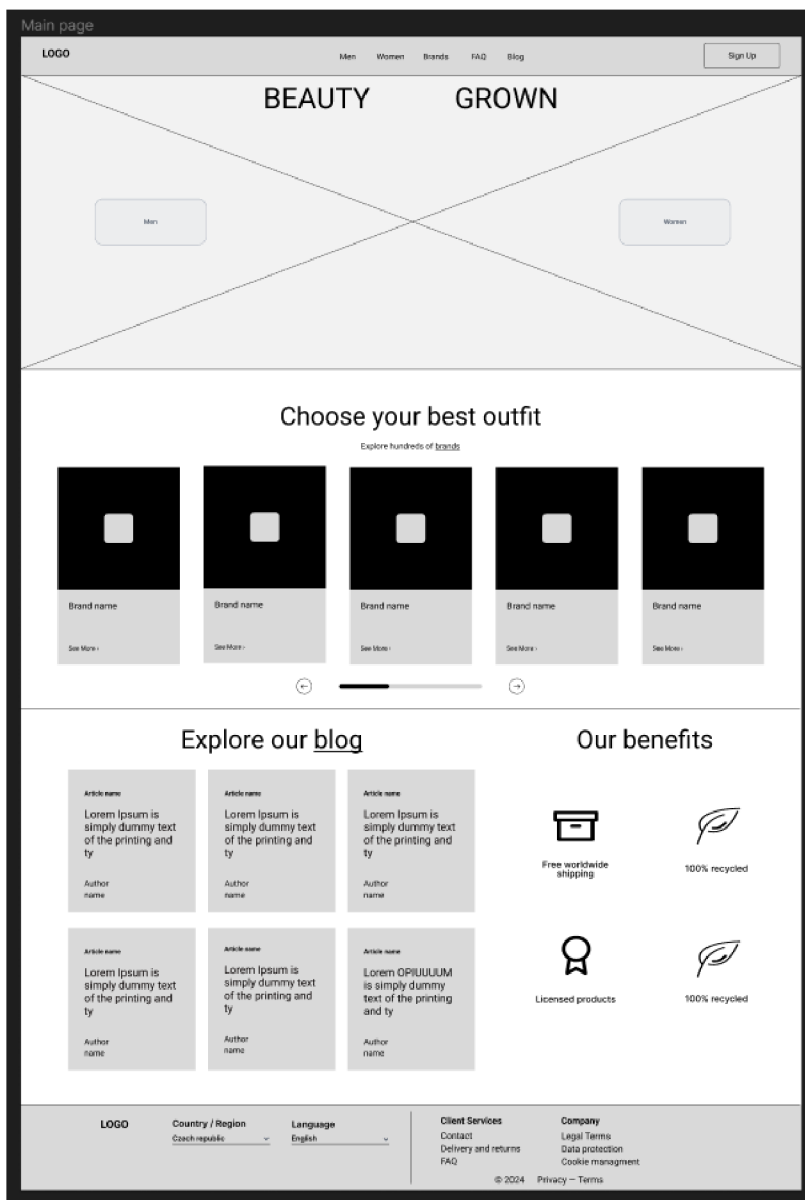 Main page
LOGO
Men Women Brands FAQ Blog
Sign Up
BEAUTY GROWN
Men
Women
Choose your best outfit
Explore hundreds of brands
Brand name
See More ›
Brand name
See More ›
Brand name
See More ›
Brand name
See More ›
Brand name
See More ›
Explore our blog
Article name
Lorem Ipsum is
simply dummy text
of the printing and
ty
Author
name
Article name
Lorem Ipsum is
simply dummy text
of the printing and
ty
Author
name
Article name
Lorem Ipsum is
simply dummy text
of the printing and
ty
Author
name
Article name
Lorem Ipsum is
simply dummy text
of the printing and
ty
Author
name
Article name
Lorem Ipsum is
simply dummy text
of the printing and
ty
Author
name
Article name
Lorem OPIUUUUM
is simply dummy
text of the printing
and ty
Author
name
Our benefits
Free worldwide
shipping
100% recycled
Licensed products
100% recycled
LOGO
Country / Region
Czech republic
Language
English
Client Services
Contact
Delivery and returns
FAQ
Company
Legal Terms
Data protection
Cookie managment
© 2024 Privacy — Terms